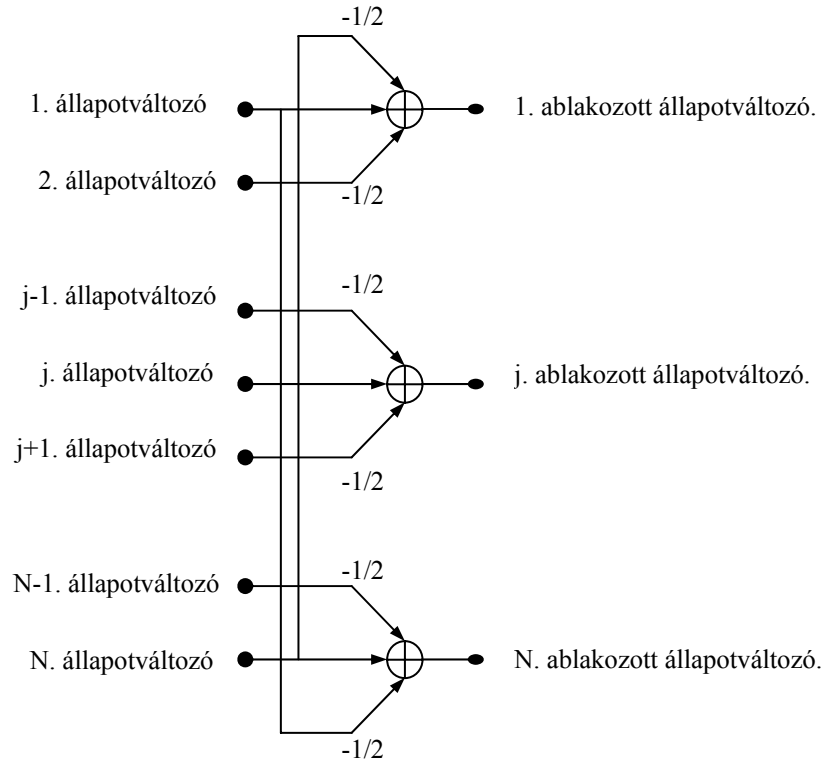 -1/2
1. állapotváltozó
1. ablakozott állapotváltozó.
2. állapotváltozó
-1/2
j-1. állapotváltozó
-1/2
j. állapotváltozó
j. ablakozott állapotváltozó.
j+1. állapotváltozó
-1/2
N-1. állapotváltozó
-1/2
N. állapotváltozó
N. ablakozott állapotváltozó.
-1/2